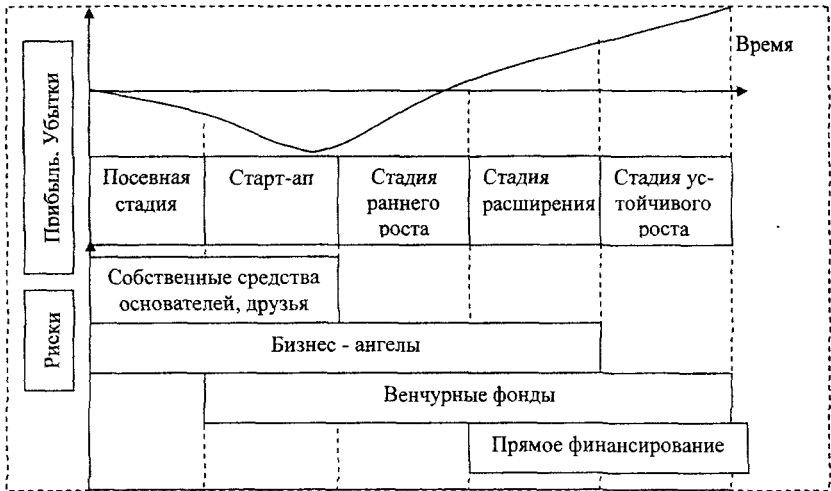 Прибыль. Убытки
Время
Посевная
стадия
Старт-ап
Стадия
раннего
роста
Стадия
расширения
Стадия ус-
тойчивого
роста
Риски
Собственные средства
основателей, друзья
Бизнес - ангелы
Венчурные фонды
Прямое финансирование